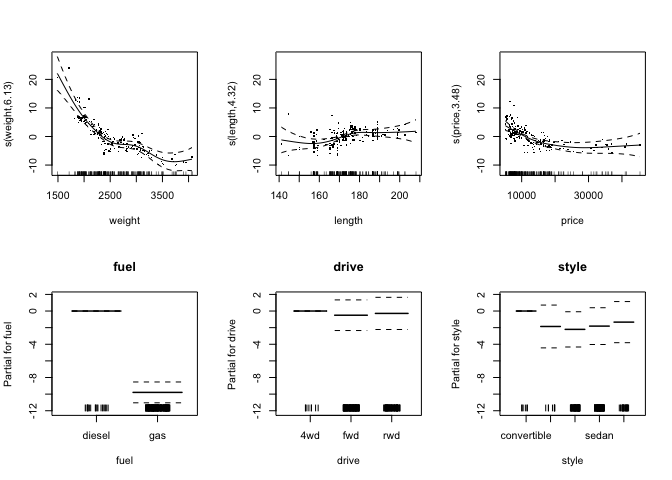 s(weight,6.13)
20
10
0
-10
1500 2500 3500
weight
s(length,4.32)
20
10
0
-10
140 160 180 200
length
s(price,3.48)
20
10
0
-10
10000 30000
price
fuel
Partial for fuel
2
0
-4
-8
-12
diesel gas
fuel
drive
Partial for drive
2
0
-4
-8
-12
4wd fwd rwd
drive
style
Partial for style
2
0
-4
-8
-12
convertible sedan
style